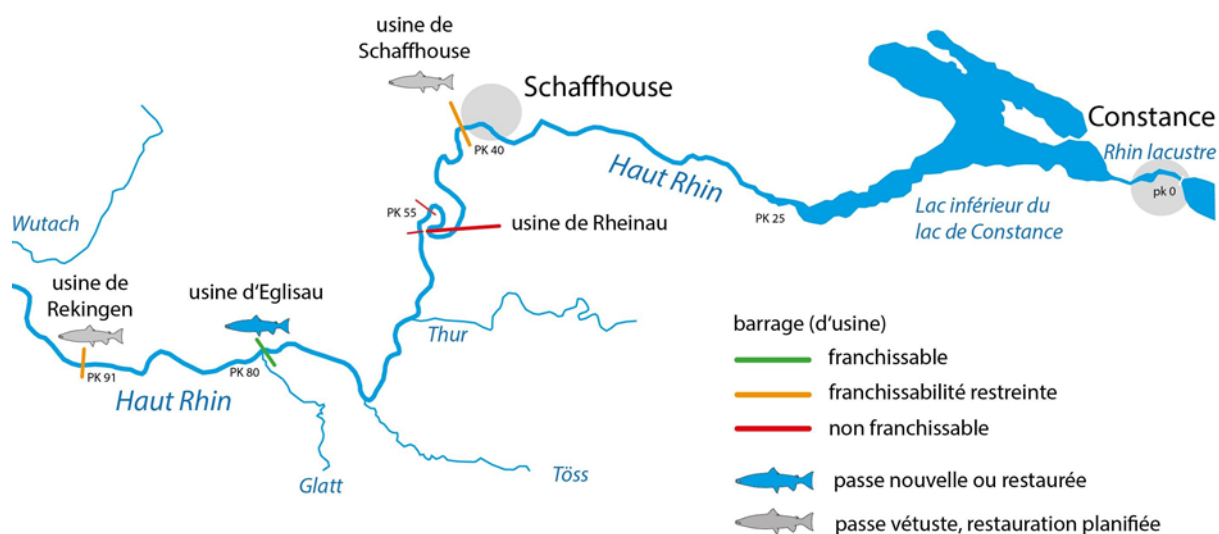 usine de
Schaffhouse
Schaffhouse
PK 40
Constance
Rhin lacustre
pk 0
Haut Rhin
PK 25
Lac inférieur du
lac de Constance
PK 55
usine de Rheinau
Wutach
usine de
Rekingen
usine d'Eglisau
Thur
PK 91
PK 80
Haut Rhin
Glatt
Töss
barrage (d'usine)
franchissable
franchissabilité restreinte
non franchissable
passe nouvelle ou restaurée
passe vétuste, restauration planifiée